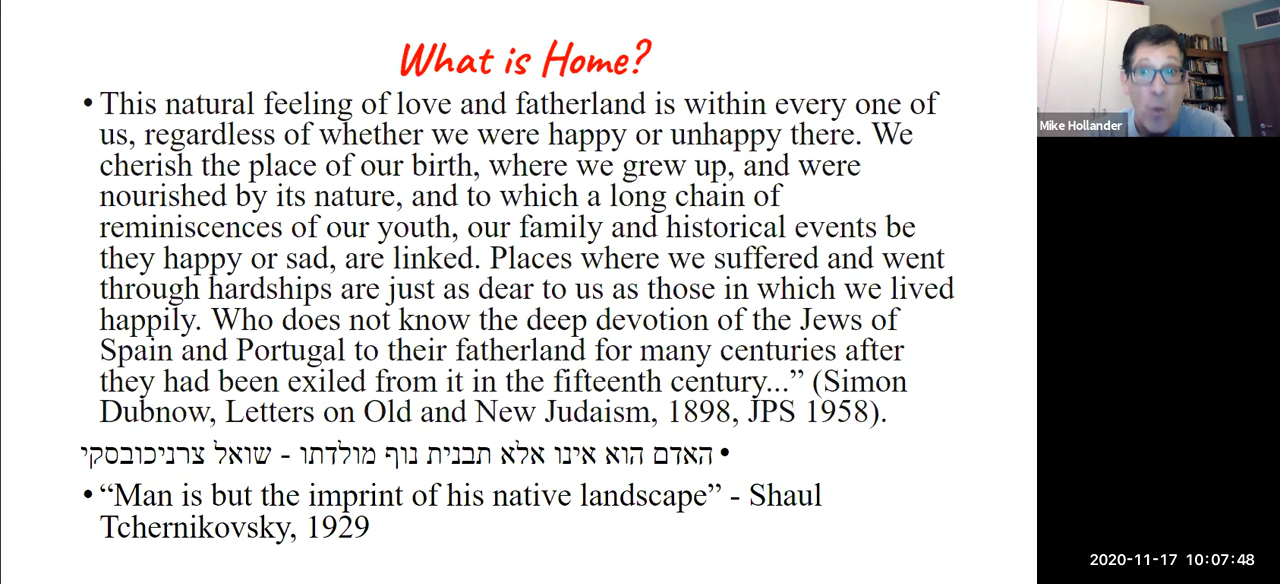 What is Home?
• This natural feeling of love and fatherland is within every one of
us, regardless of whether we were happy or unhappy there. We
cherish the place of our birth, where we grew up, and were
nourished by its nature, and to which a long chain of
reminiscences of our youth, our family and historical events be
they happy or sad, are linked. Places where we suffered and went
through hardships are just as dear to us as those in which we lived
happily. Who does not know the deep devotion of the Jews of
Spain and Portugal to their fatherland for many centuries after
they had been exiled from it in the fifteenth century...” (Simon
Dubnow, Letters on Old and New Judaism, 1898, JPS 1958).
• האדם הוא אינו אלא תבנית נוף מולדתו - שואל צרניכובסקי
• “Man is but the imprint of his native landscape” - Shaul
Tchernikovsky, 1929
Mike Hollander
2020-11-17 10:07:48